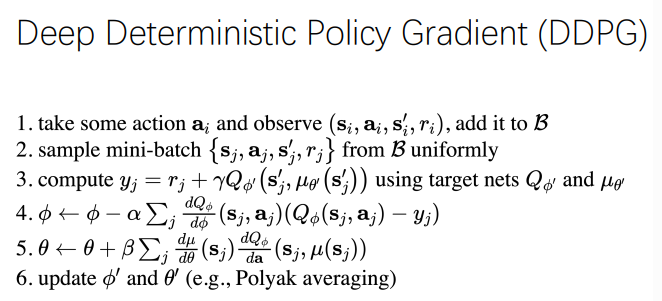 Deep Deterministic Policy Gradient (DDPG)
1. take some action $\mathbf{a}_i$ and observe $(\mathbf{s}_i, \mathbf{a}_i, \mathbf{s}'_i, r_i)$, add it to $\mathcal{B}$
2. sample mini-batch $\{\mathbf{s}_j, \mathbf{a}_j, \mathbf{s}'_j, r_j\}$ from $\mathcal{B}$ uniformly
3. compute $y_j = r_j + \gamma Q_{\phi'}(\mathbf{s}'_j, \mu_{\theta'}(\mathbf{s}'_j))$ using target nets $Q_{\phi'}$ and $\mu_{\theta'}$
4. $\phi \leftarrow \phi - \alpha \sum_j \frac{dQ_\phi}{d\phi}(\mathbf{s}_j, \mathbf{a}_j)(Q_\phi(\mathbf{s}_j, \mathbf{a}_j) - y_j)$
5. $\theta \leftarrow \theta + \beta \sum_j \frac{d\mu}{d\theta}(\mathbf{s}_j)\frac{dQ_\phi}{d\mathbf{a}}(\mathbf{s}_j, \mu(\mathbf{s}_j))$
6. update $\phi'$ and $\theta'$ (e.g., Polyak averaging)